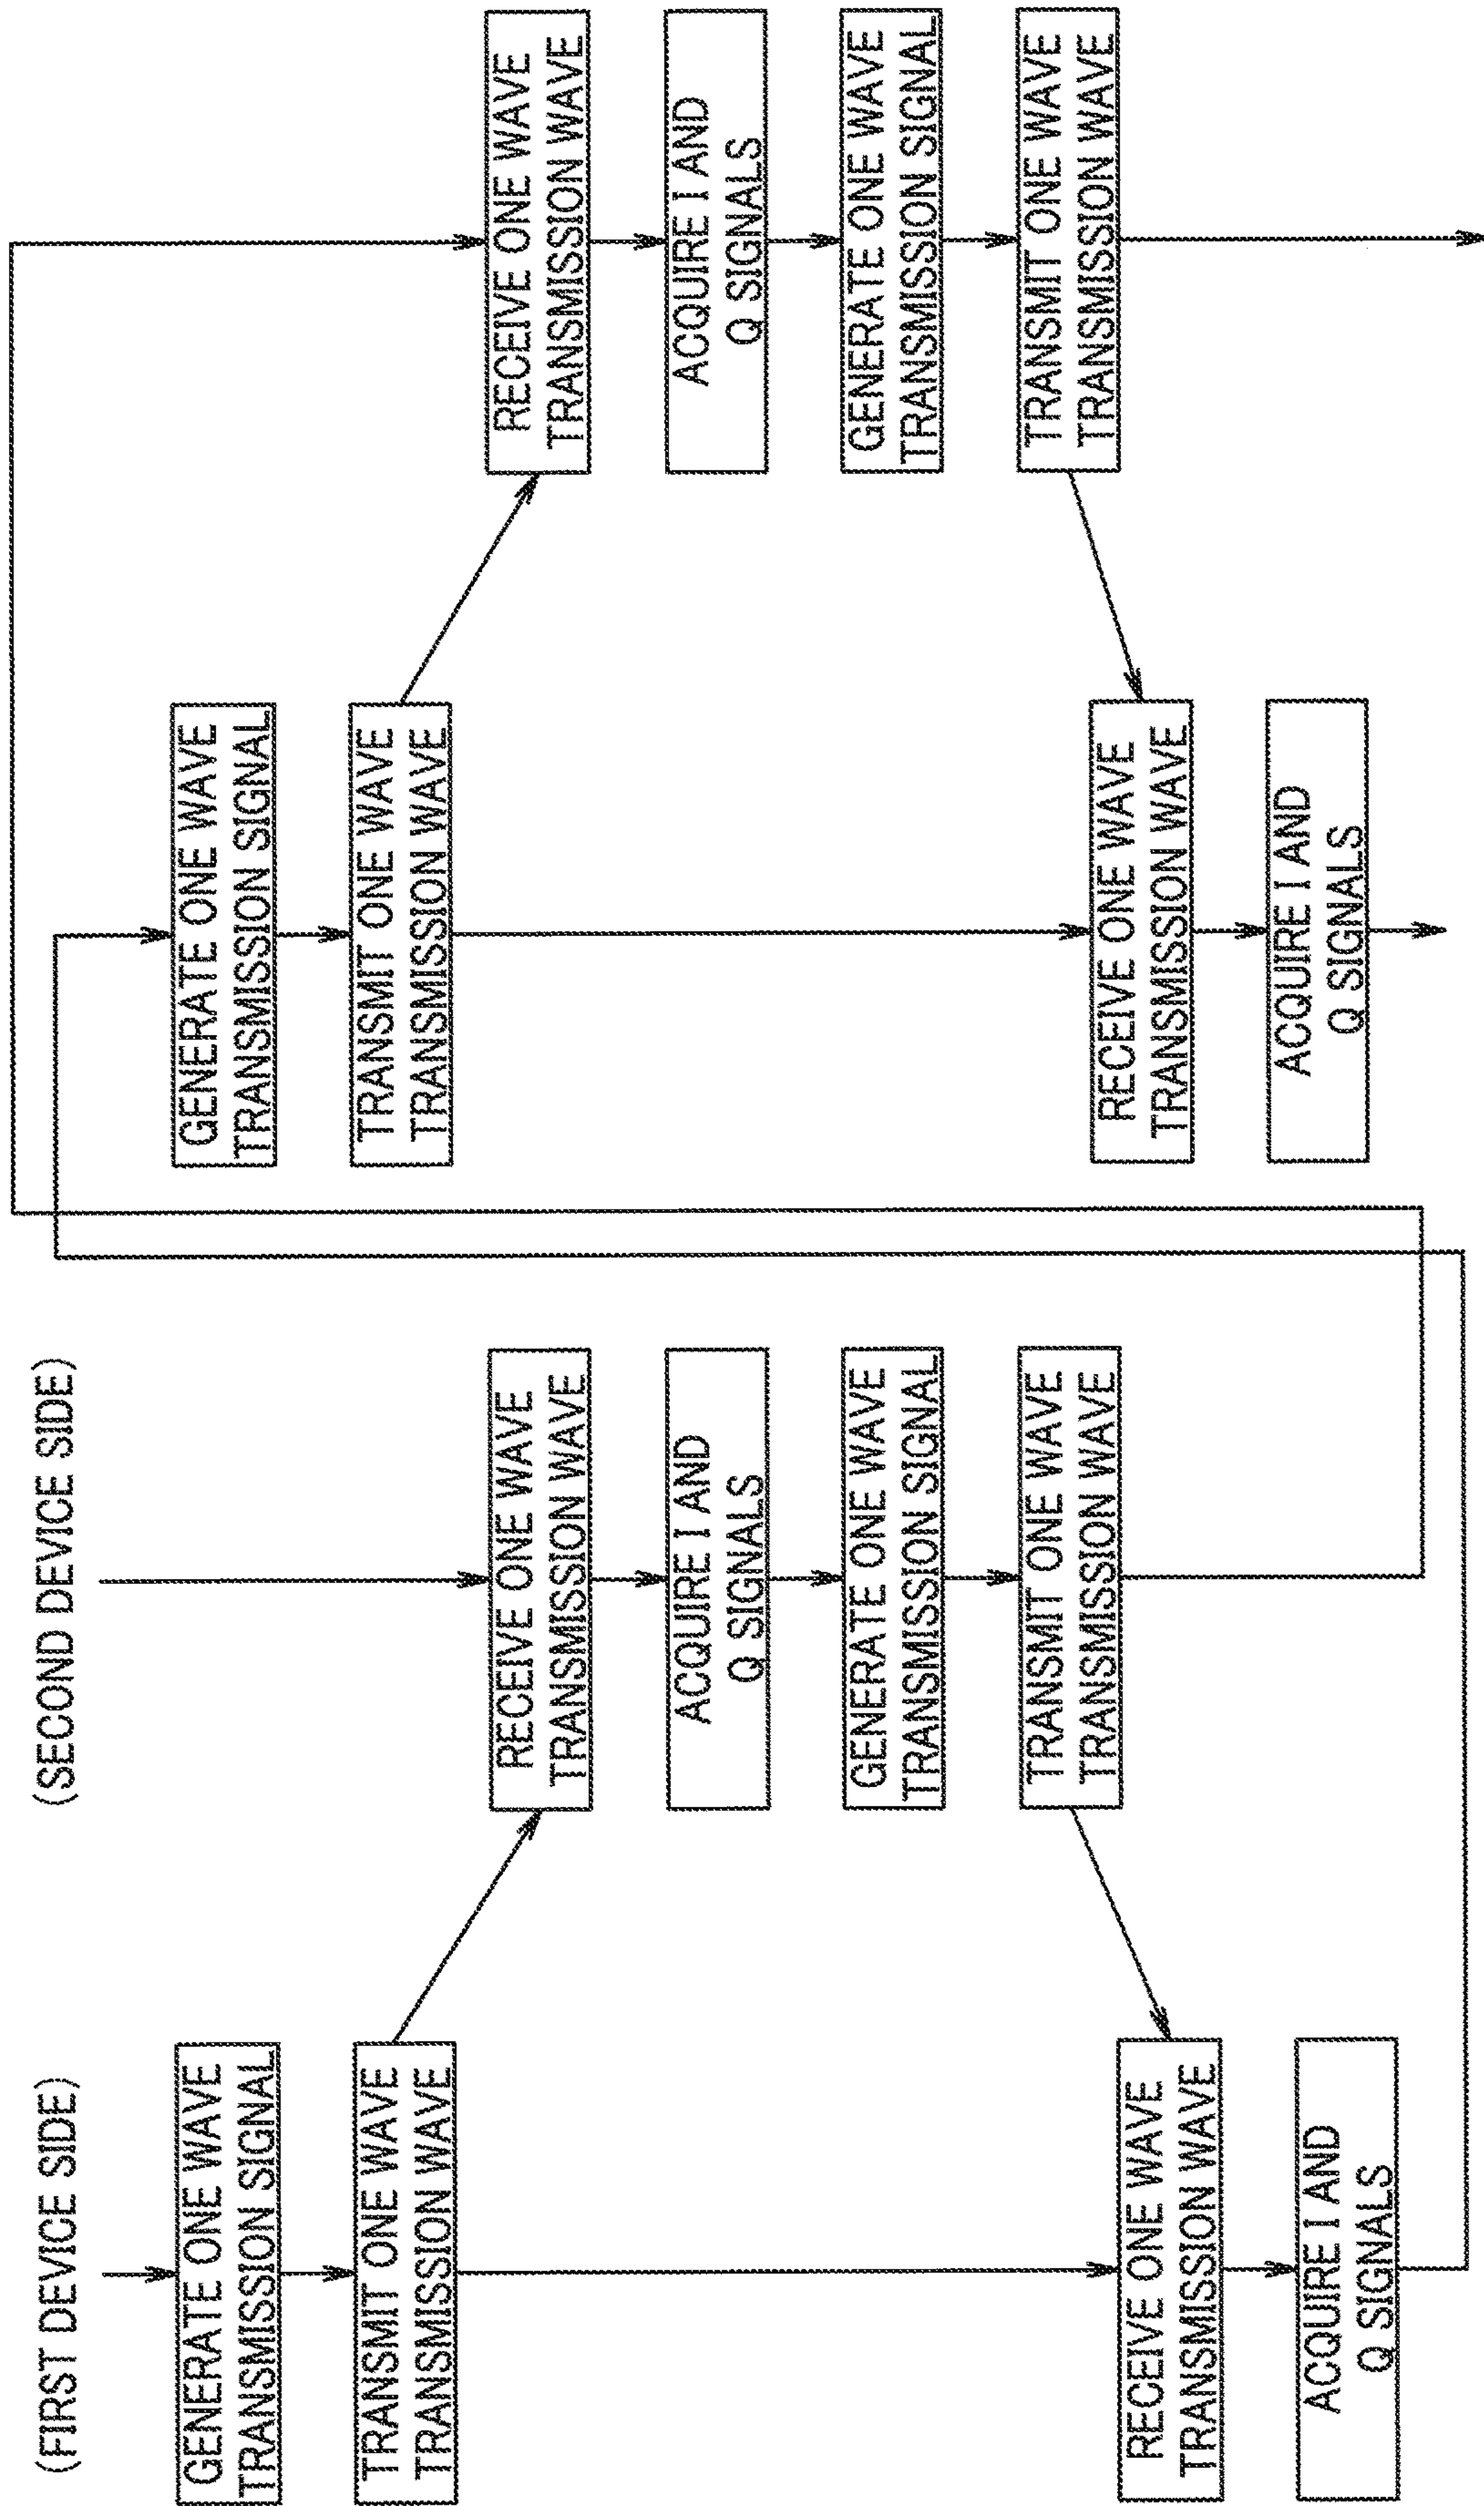 (FIRST DEVICE SIDE)
GENERATE ONE WAVE
TRANSMISSION SIGNAL
TRANSMIT ONE WAVE
TRANSMISSION WAVE
RECEIVE ONE WAVE
TRANSMISSION WAVE
ACQUIRE I AND
Q SIGNALS
(SECOND DEVICE SIDE)
RECEIVE ONE WAVE
TRANSMISSION WAVE
ACQUIRE I AND
Q SIGNALS
GENERATE ONE WAVE
TRANSMISSION SIGNAL
TRANSMIT ONE WAVE
TRANSMISSION WAVE
GENERATE ONE WAVE
TRANSMISSION SIGNAL
TRANSMIT ONE WAVE
TRANSMISSION WAVE
RECEIVE ONE WAVE
TRANSMISSION WAVE
ACQUIRE I AND
Q SIGNALS
RECEIVE ONE WAVE
TRANSMISSION WAVE
ACQUIRE I AND
Q SIGNALS
GENERATE ONE WAVE
TRANSMISSION SIGNAL
TRANSMIT ONE WAVE
TRANSMISSION WAVE